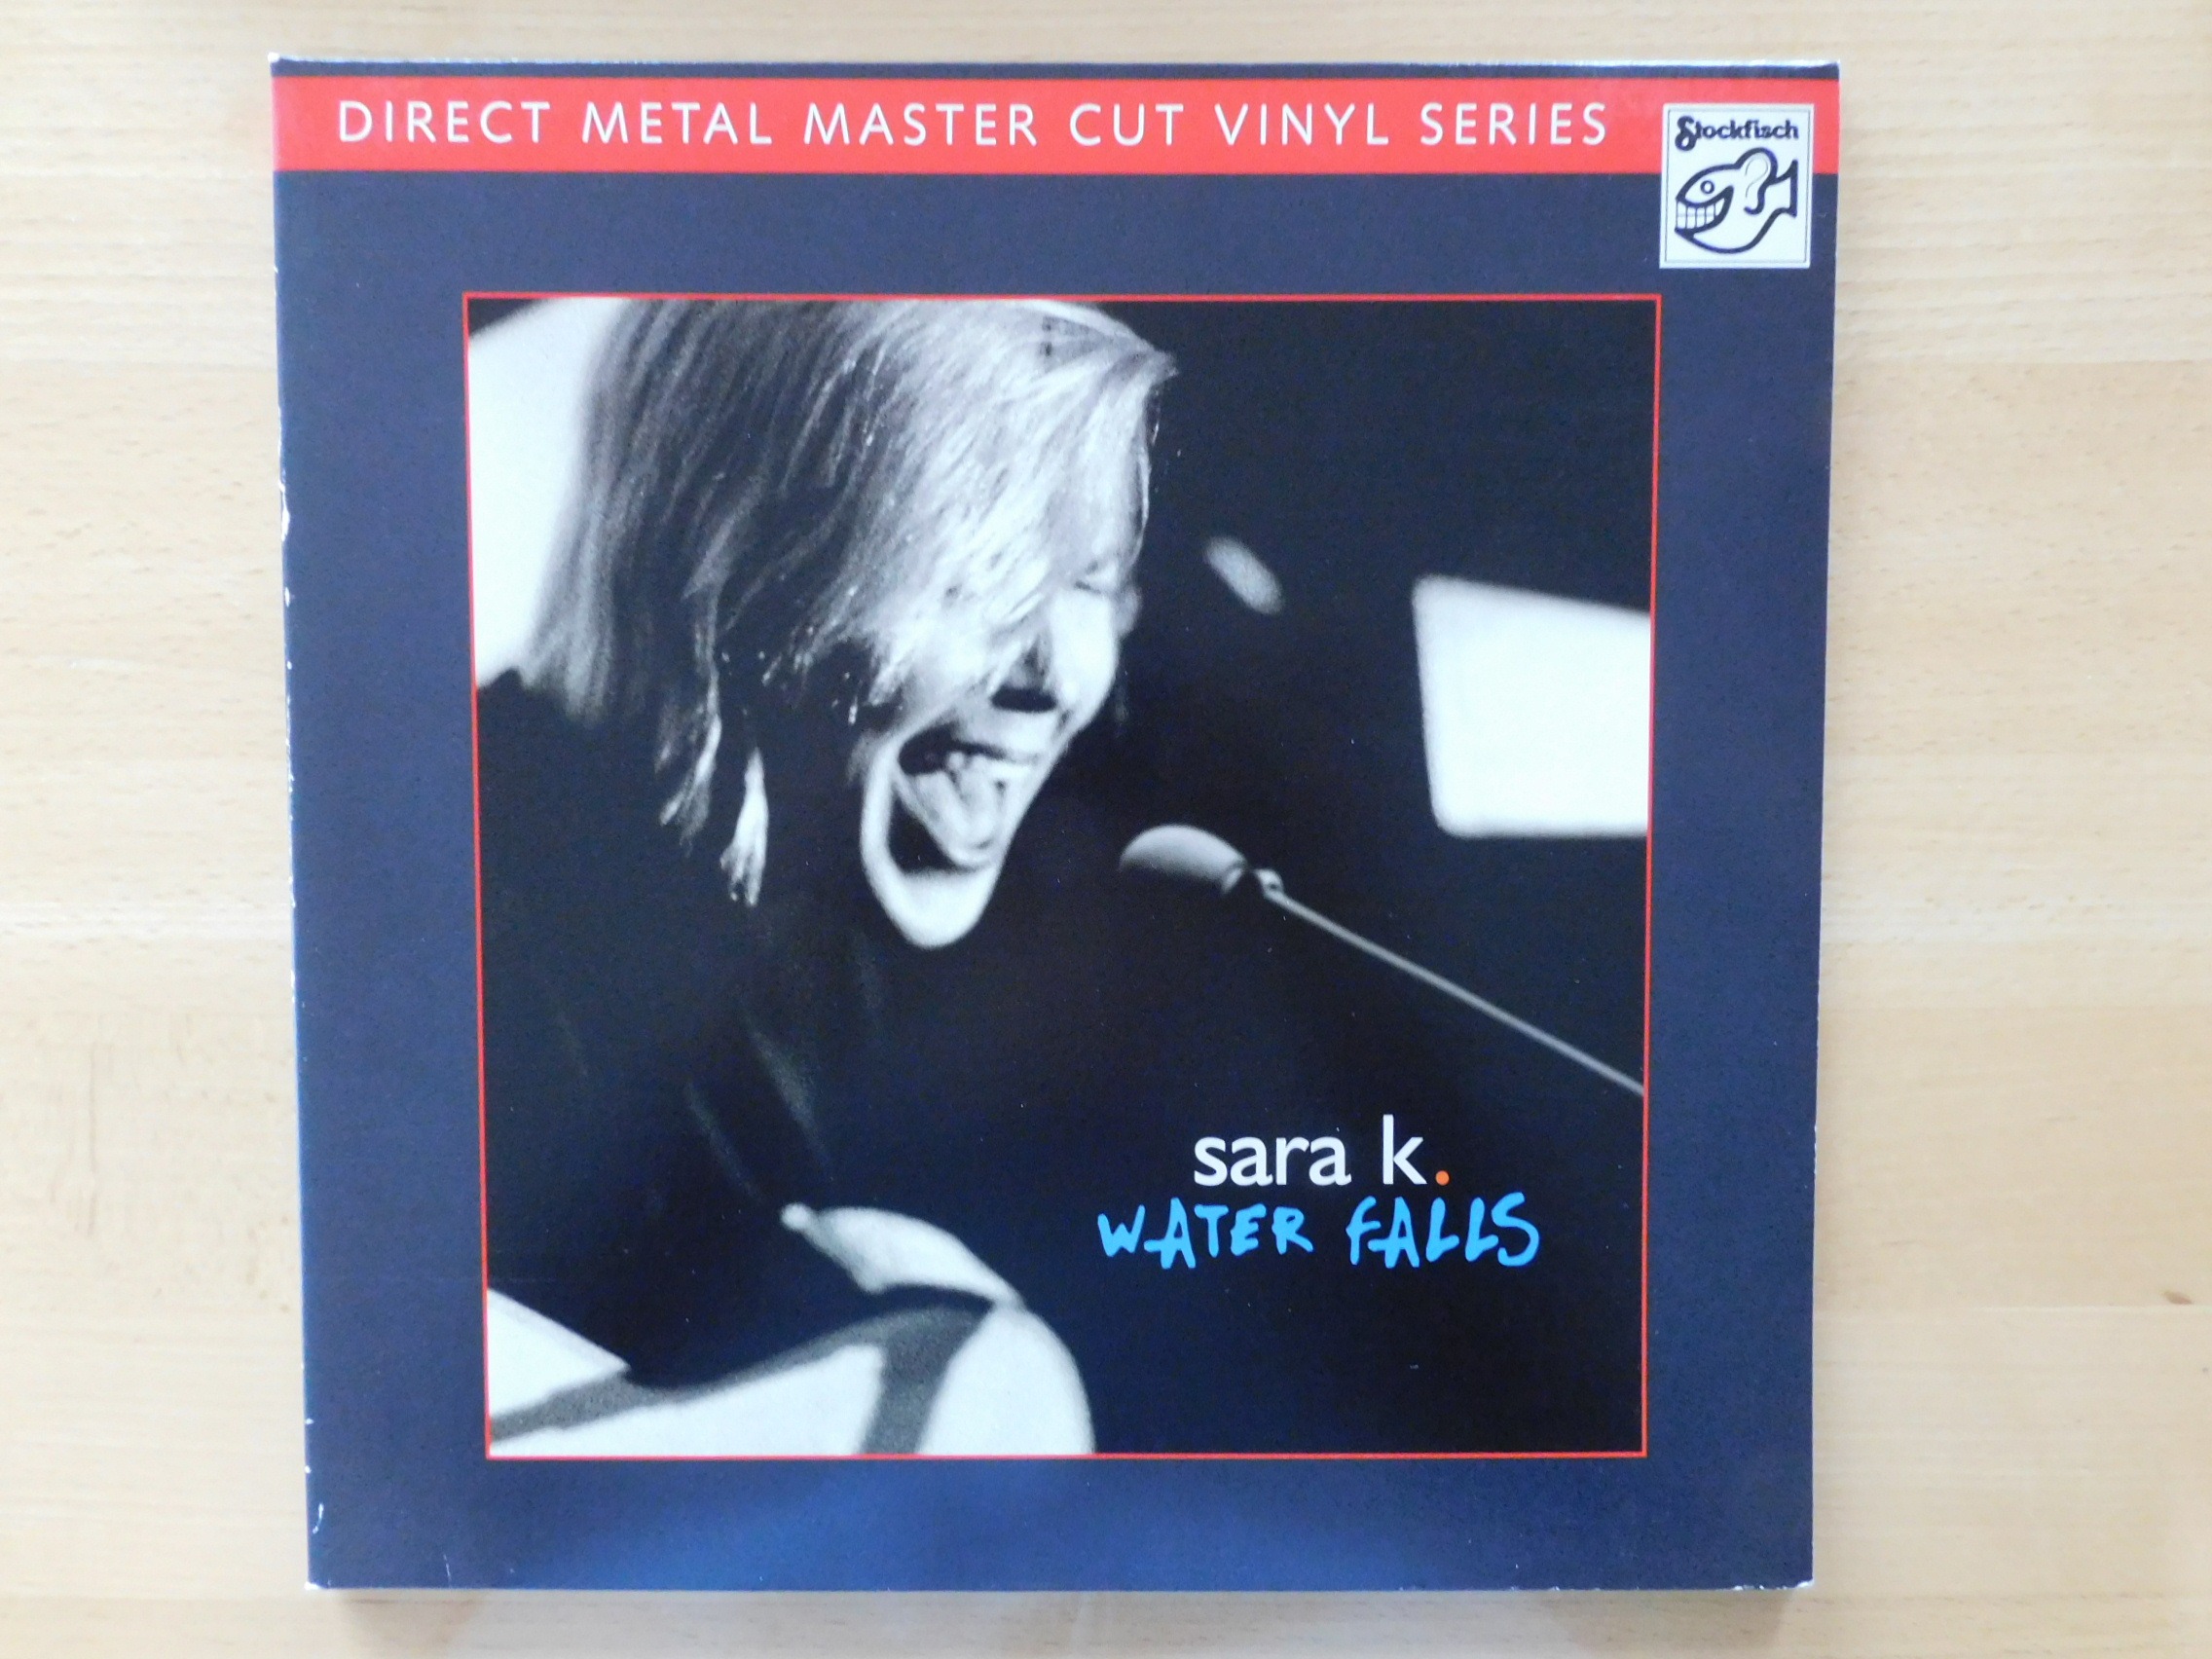 DIRECT METAL MASTER CUT VINYL SERIES
Stockfisch
sara k.
WATER FALLS